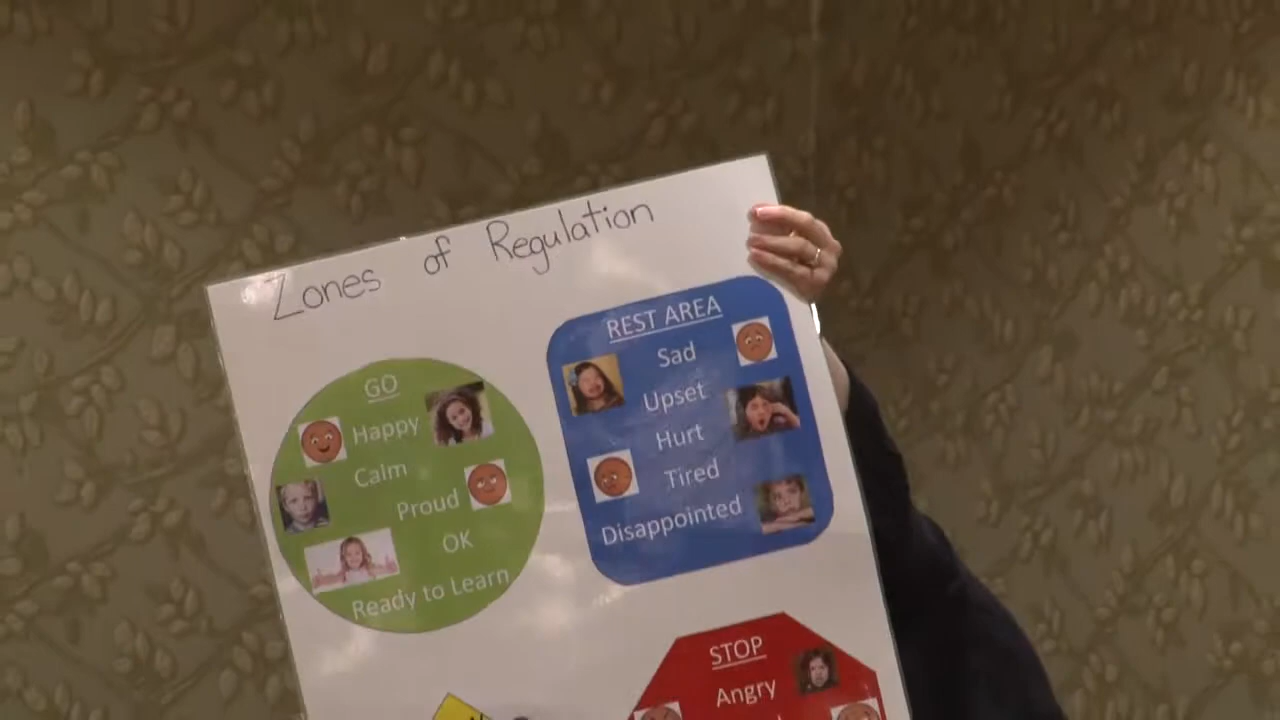 Zones of Regulation
GO
Happy
Calm
Proud
OK
Ready to Learn
REST AREA
Sad
Upset
Hurt
Tired
Disappointed
STOP
Angry